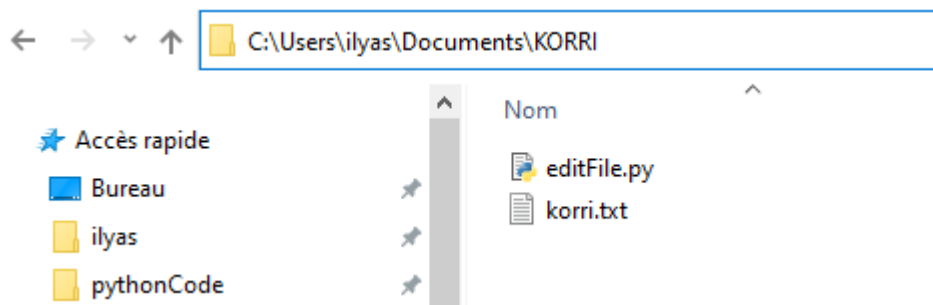 C:\Users\ilyas\Documents\KORRI
Accès rapide
Bureau
ilyas
pythonCode
Nom
editFile.py
korri.txt